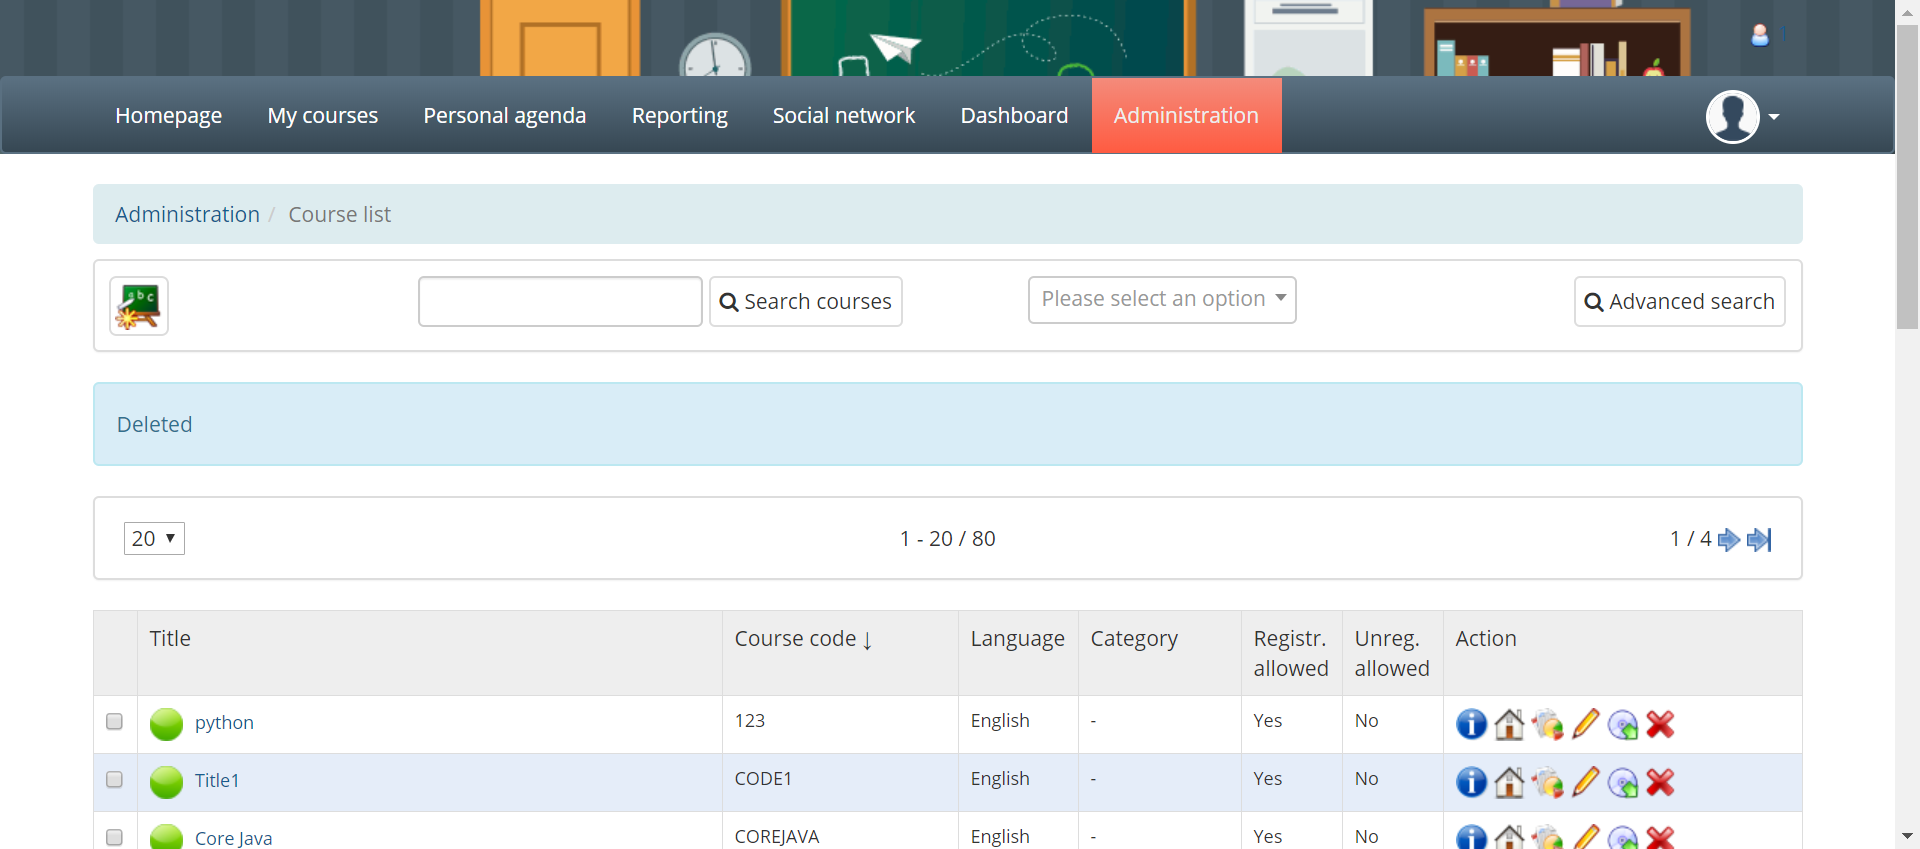 1
Homepage My courses Personal agenda Reporting Social network Dashboard Administration
Administration / Course list
abc Search courses Please select an option Advanced search
Deleted
20 1 - 20 / 80 1 / 4
Title Course code ↓ Language Category Registr. allowed Unreg. allowed Action
python 123 English - Yes No
Title1 CODE1 English - Yes No
Core Java COREJAVA English - Yes No